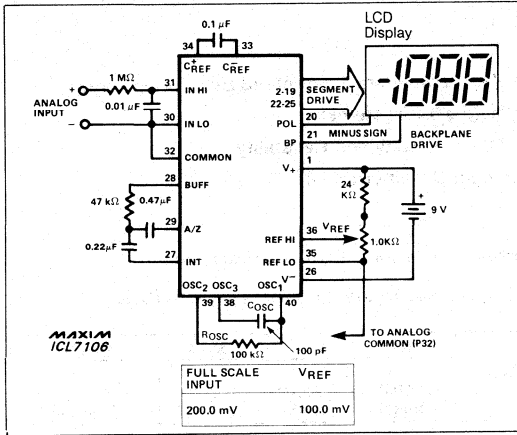 LCD
Display
0.1 µF
34 33
C+REF C-REF
1 MΩ
+
31
IN HI
ANALOG
INPUT
0.01 µF
-
30
IN LO
32
COMMON
28
BUFF
47 kΩ
0.47µF
29
A/Z
0.22µF
27
INT
2-19
22-25
SEGMENT
DRIVE
-1888
20
POL
MINUS SIGN
21
BP
BACKPLANE
DRIVE
1
V+
24
KΩ
+
9 V
36
VREF
REF HI
1.0KΩ
35
REF LO
26
V-
OSC2 OSC3 OSC1
39 38 40
COSC
ROSC
100 kΩ
100 pF
TO ANALOG
COMMON (P32)
MAXIM
ICL7106
FULL SCALE
INPUT
VREF
200.0 mV 100.0 mV